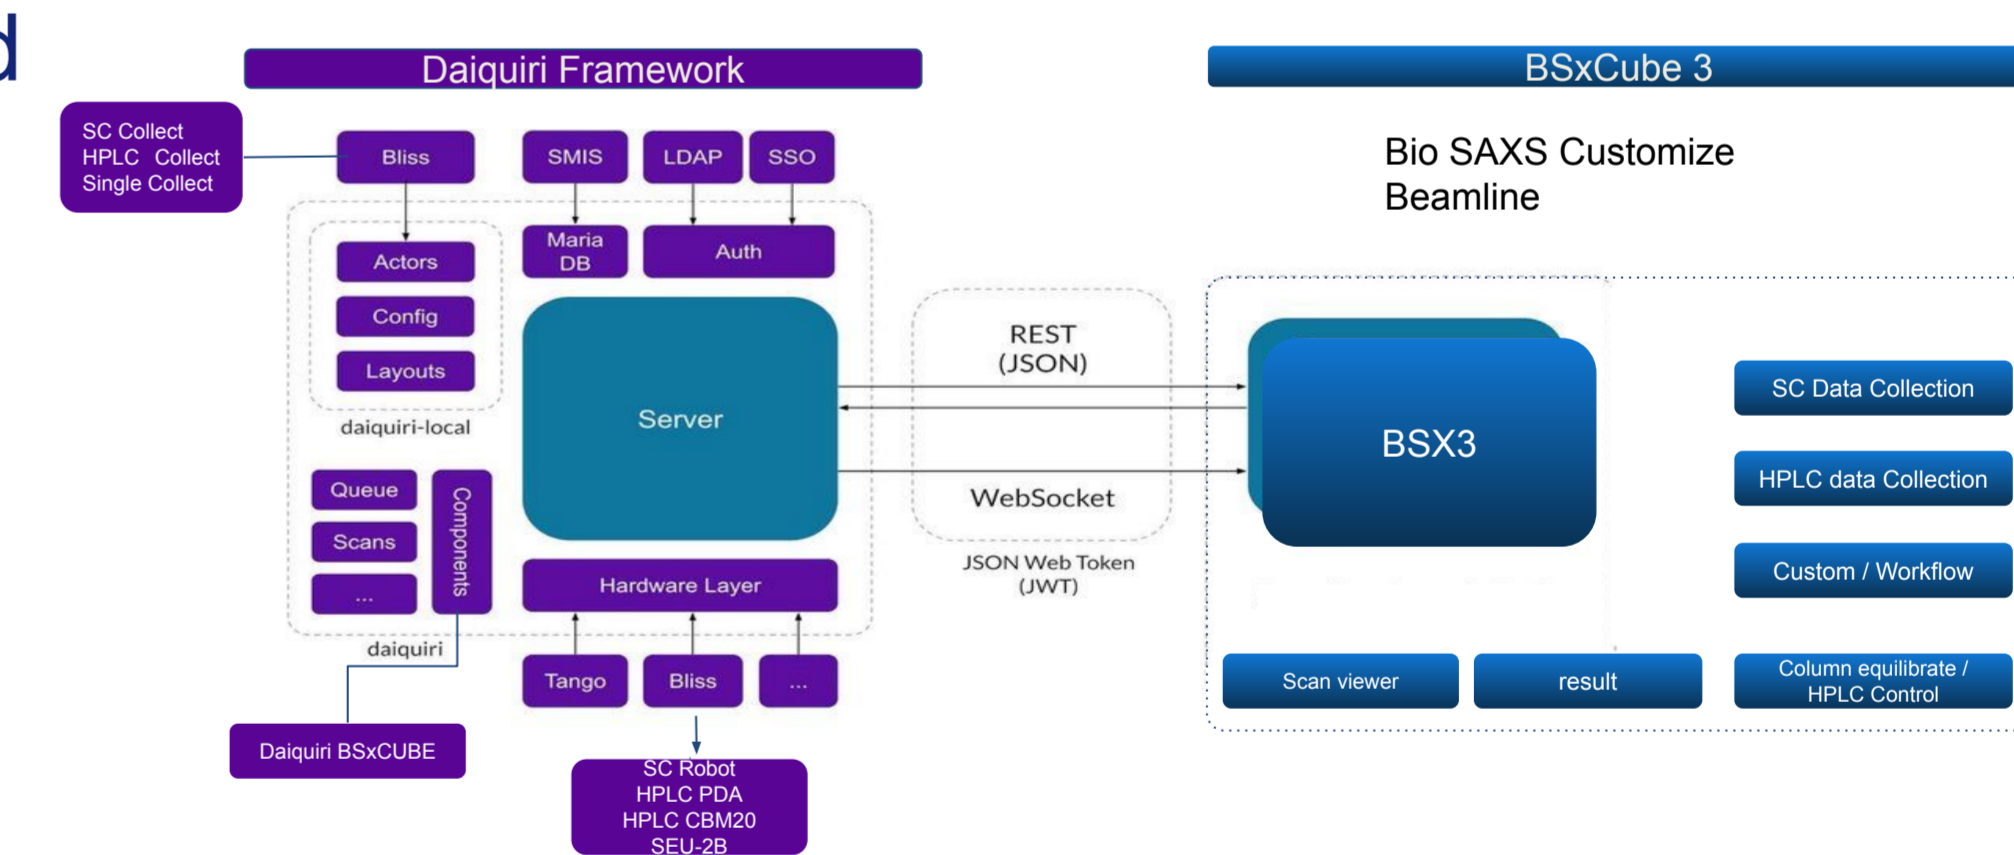 d
Daiquiri Framework
BSxCube 3
SC Collect
HPLC Collect
Single Collect
Bliss
SMIS
LDAP
SSO
Bio SAXS Customize
Beamline
Maria
DB
Auth
Actors
Config
Layouts
daiquiri-local
Server
REST
(JSON)
WebSocket
JSON Web Token
(JWT)
BSX3
SC Data Collection
HPLC data Collection
Custom / Workflow
Column equilibrate /
HPLC Control
Scan viewer
result
Queue
Scans
...
Components
Hardware Layer
daiquiri
Tango
Bliss
...
Daiquiri BSxCUBE
SC Robot
HPLC PDA
HPLC CBM20
SEU-2B